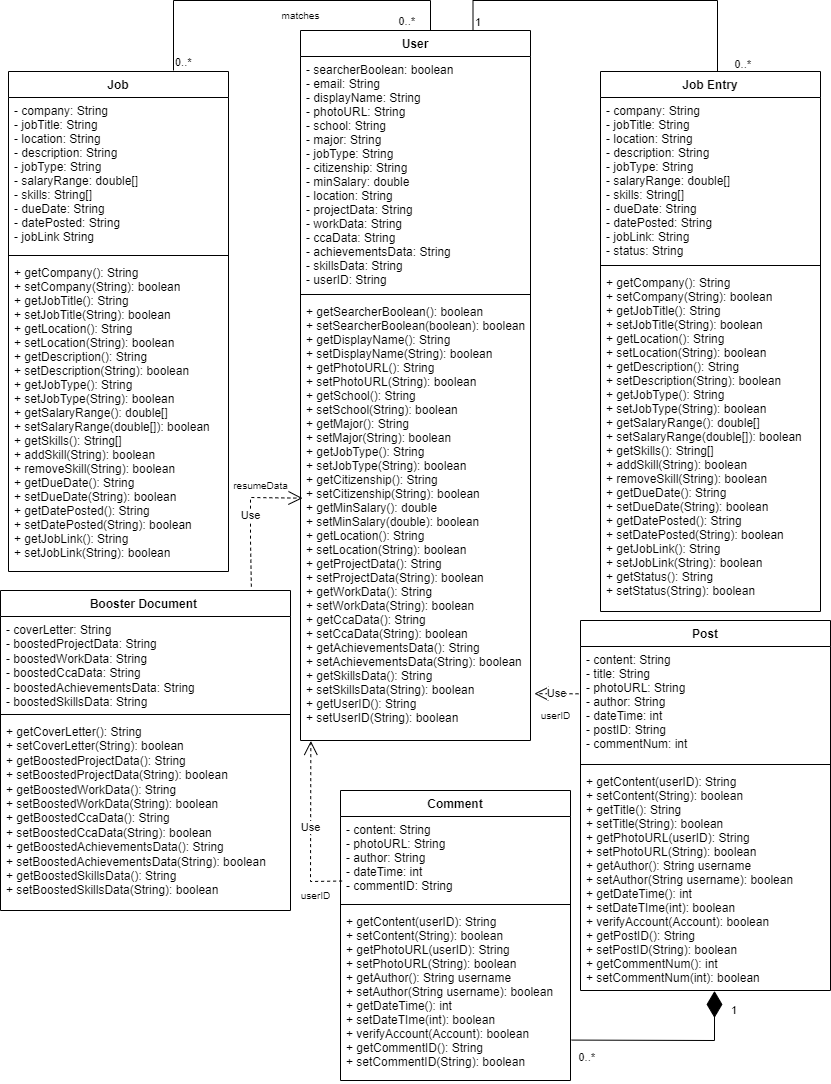 matches
0..*
0..*
1
0..*
Job
- company: String
- jobTitle: String
- location: String
- description: String
- jobType: String
- salaryRange: double[]
- skills: String[]
- dueDate: String
- datePosted: String
- jobLink String
+ getCompany(): String
+ setCompany(String): boolean
+ getJobTitle(): String
+ setJobTitle(String): boolean
+ getLocation(): String
+ setLocation(String): boolean
+ getDescription(): String
+ setDescription(String): boolean
+ getJobType(): String
+ setJobType(String): boolean
+ getSalaryRange(): double[]
+ setSalaryRange(double[]): boolean
+ getSkills(): String[]
+ addSkill(String): boolean
+ removeSkill(String): boolean
+ getDueDate(): String
+ setDueDate(String): boolean
+ getDatePosted(): String
+ setDatePosted(String): boolean
+ getJobLink(): String
+ setJobLink(String): boolean
User
- searcherBoolean: boolean
- email: String
- displayName: String
- photoURL: String
- school: String
- major: String
- jobType: String
- citizenship: String
- minSalary: double
- location: String
- projectData: String
- workData: String
- ccaData: String
- achievementsData: String
- skillsData: String
- userID: String
+ getSearcherBoolean(): boolean
+ setSearcherBoolean(boolean): boolean
+ getDisplayName(): String
+ setDisplayName(String): boolean
+ getPhotoURL(): String
+ setPhotoURL(String): boolean
+ getSchool(): String
+ setSchool(String): boolean
+ getMajor(): String
+ setMajor(String): boolean
+ getJobType(): String
+ setJobType(String): boolean
+ getCitizenship(): String
+ setCitizenship(String): boolean
+ getMinSalary(): double
+ setMinSalary(double): boolean
+ getLocation(): String
+ setLocation(String): boolean
+ getProjectData(): String
+ setProjectData(String): boolean
+ getWorkData(): String
+ setWorkData(String): boolean
+ getCcaData(): String
+ setCcaData(String): boolean
+ getAchievementsData(): String
+ setAchievementsData(String): boolean
+ getSkillsData(): String
+ setSkillsData(String): boolean
+ getUserID(): String
+ setUserID(String): boolean
Job Entry
- company: String
- jobTitle: String
- location: String
- description: String
- jobType: String
- salaryRange: double[]
- skills: String[]
- dueDate: String
- datePosted: String
- jobLink: String
- status: String
+ getCompany(): String
+ setCompany(String): boolean
+ getJobTitle(): String
+ setJobTitle(String): boolean
+ getLocation(): String
+ setLocation(String): boolean
+ getDescription(): String
+ setDescription(String): boolean
+ getJobType(): String
+ setJobType(String): boolean
+ getSalaryRange(): double[]
+ setSalaryRange(double[]): boolean
+ getSkills(): String[]
+ addSkill(String): boolean
+ removeSkill(String): boolean
+ getDueDate(): String
+ setDueDate(String): boolean
+ getDatePosted(): String
+ setDatePosted(String): boolean
+ getJobLink(): String
+ setJobLink(String): boolean
+ getStatus(): String
+ setStatus(String): boolean
resumeData
Use
Booster Document
- coverLetter: String
- boostedProjectData: String
- boostedWorkData: String
- boostedCcaData: String
- boostedAchievementsData: String
- boostedSkillsData: String
+ getCoverLetter(): String
+ setCoverLetter(String): boolean
+ getBoostedProjectData(): String
+ setBoostedProjectData(String): boolean
+ getBoostedWorkData(): String
+ setBoostedWorkData(String): boolean
+ getBoostedCcaData(): String
+ setBoostedCcaData(String): boolean
+ getBoostedAchievementsData(): String
+ setBoostedAchievementsData(String): boolean
+ getBoostedSkillsData(): String
+ setBoostedSkillsData(String): boolean
Use
userID
Comment
- content: String
- photoURL: String
- author: String
- dateTime: int
- commentID: String
+ getContent(userID): String
+ setContent(String): boolean
+ getPhotoURL(userID): String
+ setPhotoURL(String): boolean
+ getAuthor(): String username
+ setAuthor(String username): boolean
+ getDateTime(): int
+ setDateTIme(int): boolean
+ verifyAccount(Account): boolean
+ getCommentID(): String
+ setCommentID(String): boolean
Use
userID
Post
- content: String
- title: String
- photoURL: String
- author: String
- dateTime: int
- postID: String
- commentNum: int
+ getContent(userID): String
+ setContent(String): boolean
+ getTitle(): String
+ setTitle(String): boolean
+ getPhotoURL(userID): String
+ setPhotoURL(String): boolean
+ getAuthor(): String username
+ setAuthor(String username): boolean
+ getDateTime(): int
+ setDateTIme(int): boolean
+ verifyAccount(Account): boolean
+ getPostID(): String
+ setPostID(String): boolean
+ getCommentNum(): int
+ setCommentNum(int): boolean
1
0..*